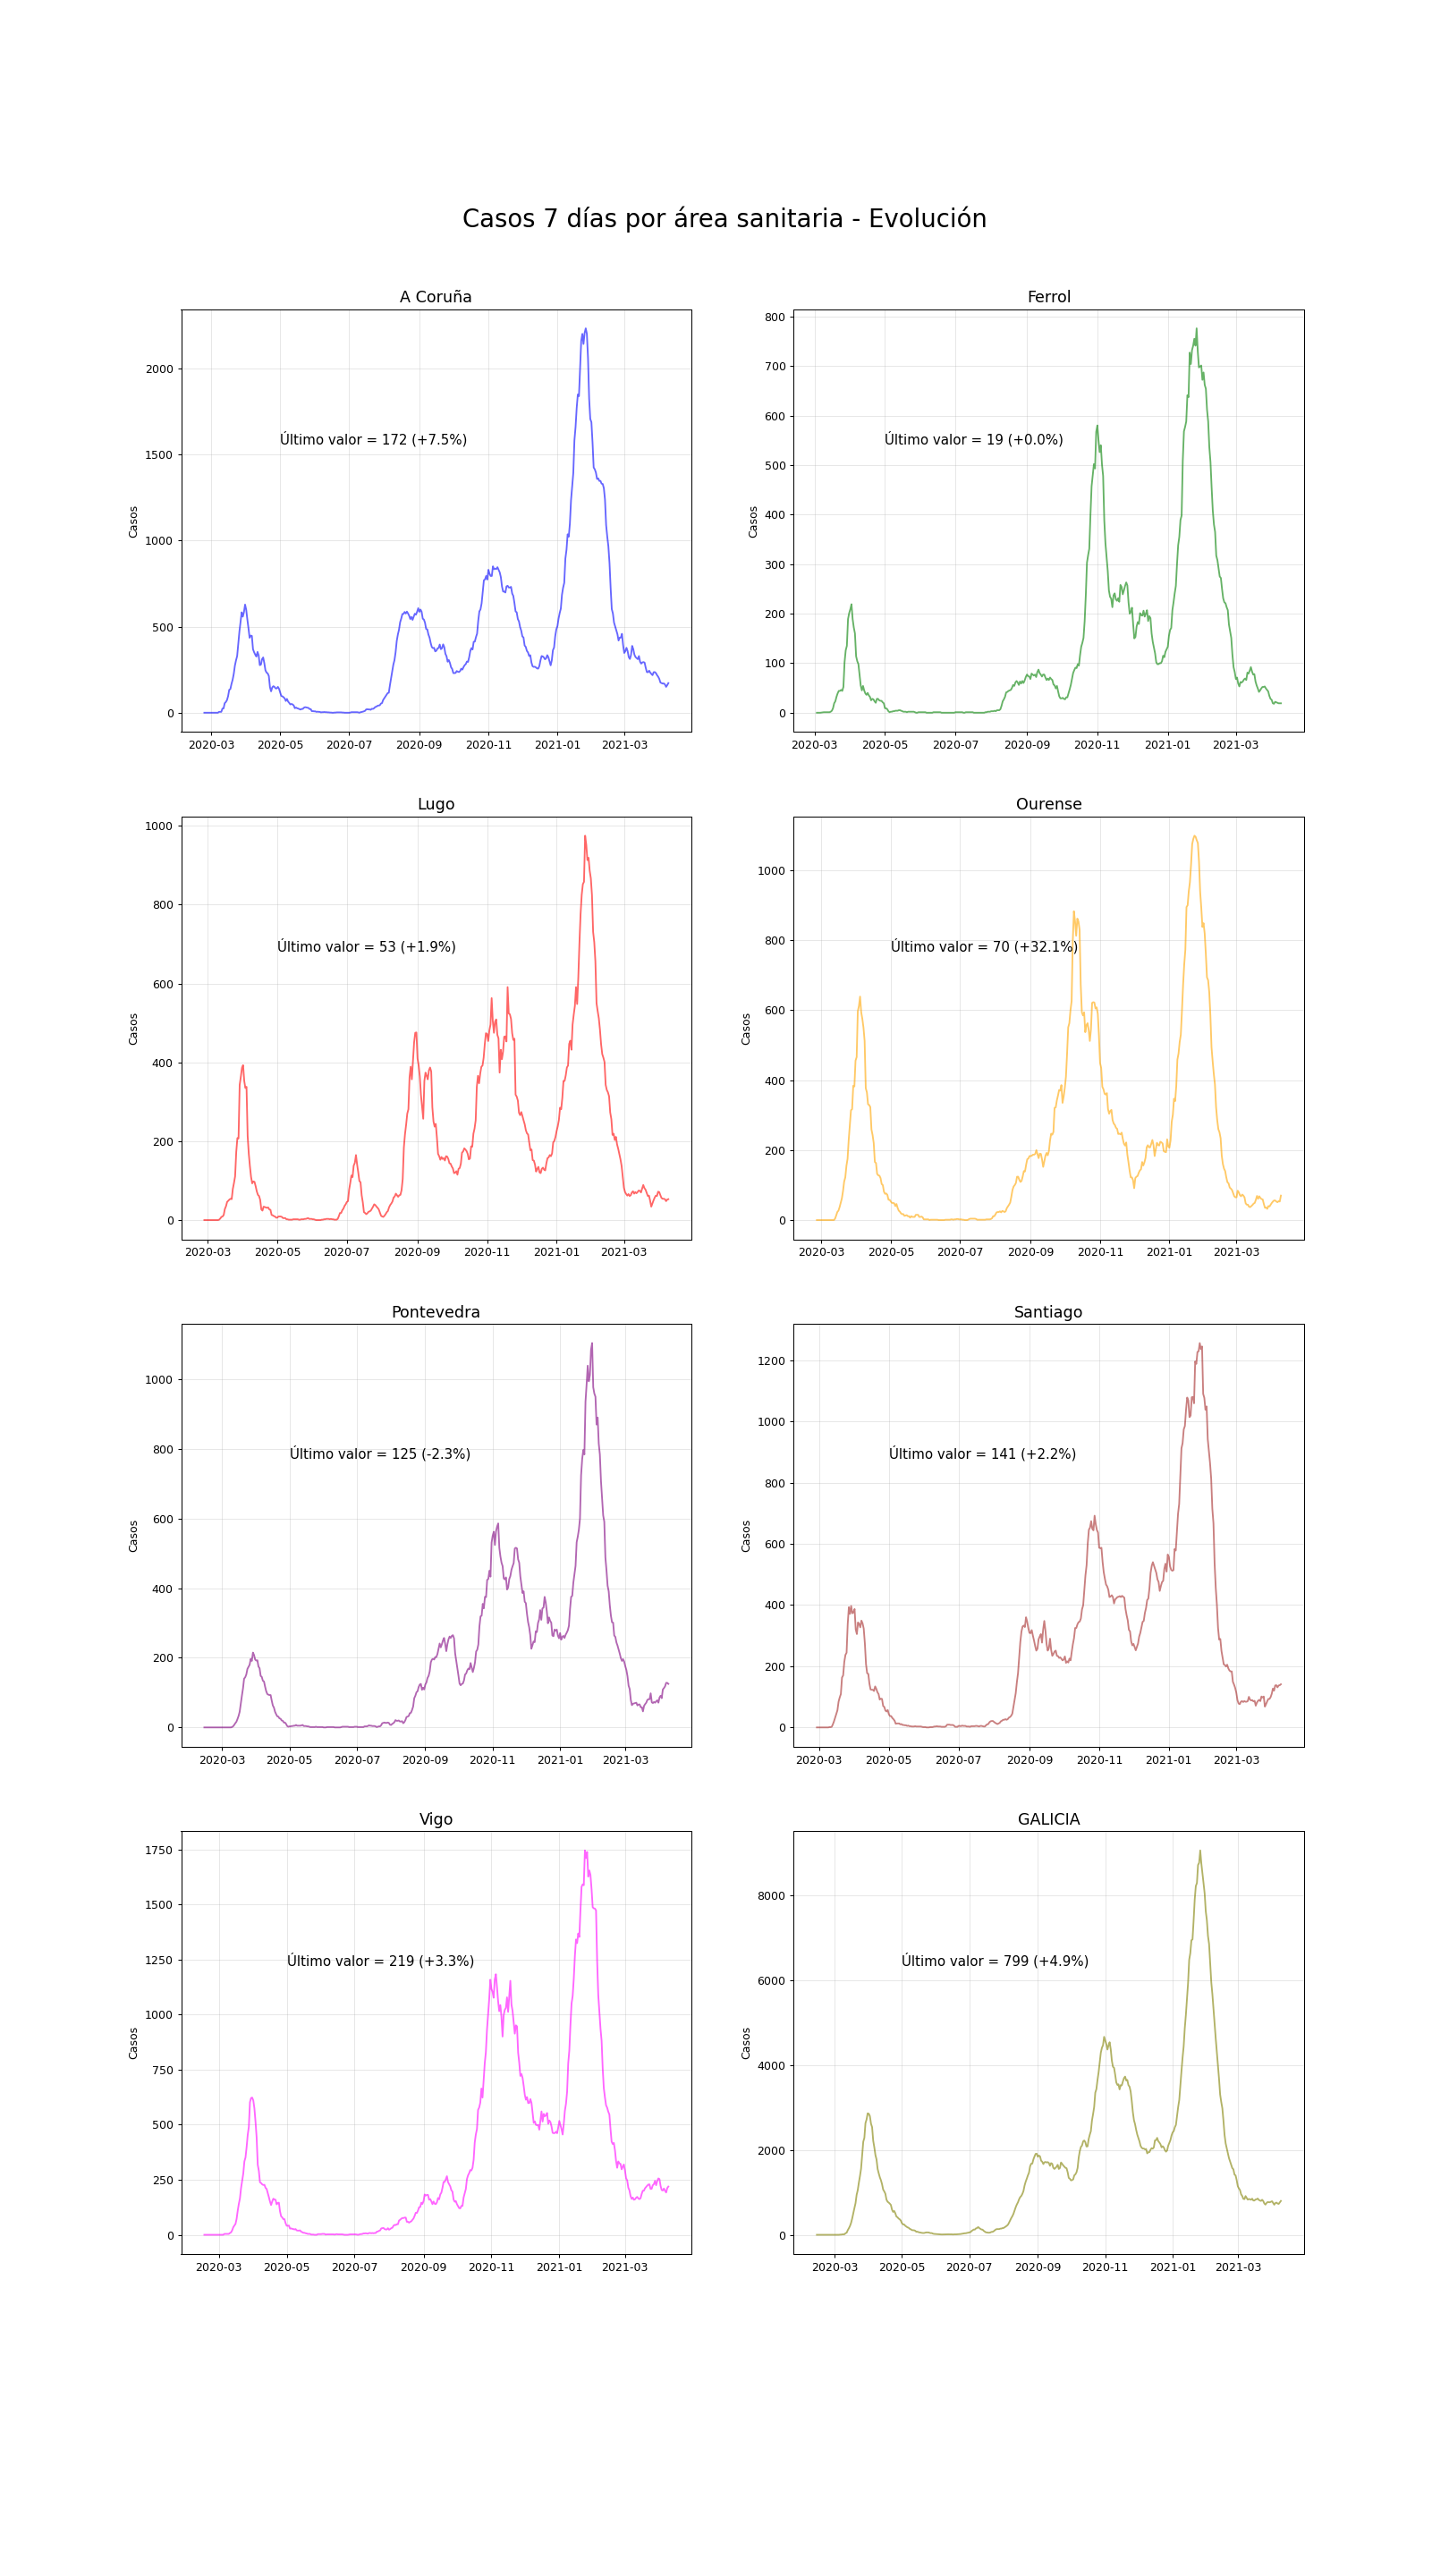 Casos 7 días por área sanitaria - Evolución
A Coruña
Casos
2000
1500
1000
500
0
Último valor = 172 (+7.5%)
2020-03 2020-05 2020-07 2020-09 2020-11 2021-01 2021-03
Ferrol
Casos
800
700
600
500
400
300
200
100
0
Último valor = 19 (+0.0%)
2020-03 2020-05 2020-07 2020-09 2020-11 2021-01 2021-03
Lugo
Casos
1000
800
600
400
200
0
Último valor = 53 (+1.9%)
2020-03 2020-05 2020-07 2020-09 2020-11 2021-01 2021-03
Ourense
Casos
1000
800
600
400
200
0
Último valor = 70 (+32.1%)
2020-03 2020-05 2020-07 2020-09 2020-11 2021-01 2021-03
Pontevedra
Casos
1000
800
600
400
200
0
Último valor = 125 (-2.3%)
2020-03 2020-05 2020-07 2020-09 2020-11 2021-01 2021-03
Santiago
Casos
1200
1000
800
600
400
200
0
Último valor = 141 (+2.2%)
2020-03 2020-05 2020-07 2020-09 2020-11 2021-01 2021-03
Vigo
Casos
1750
1500
1250
1000
750
500
250
0
Último valor = 219 (+3.3%)
2020-03 2020-05 2020-07 2020-09 2020-11 2021-01 2021-03
GALICIA
Casos
8000
6000
4000
2000
0
Último valor = 799 (+4.9%)
2020-03 2020-05 2020-07 2020-09 2020-11 2021-01 2021-03